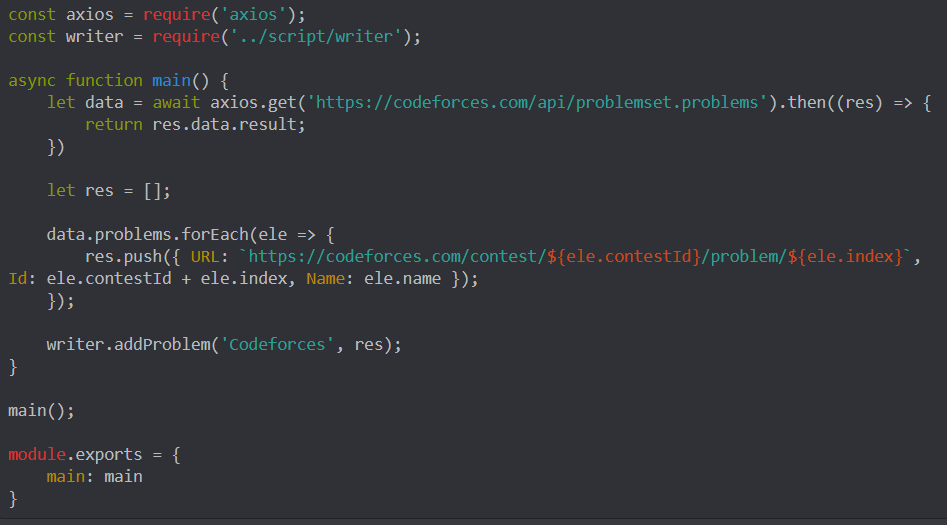 const axios = require('axios');
const writer = require('../script/writer');
async function main() {
    let data = await axios.get('https://codeforces.com/api/problemset.problems').then((res) => {
        return res.data.result;
    })
    let res = [];
    data.problems.forEach(ele => {
        res.push({ URL: `https://codeforces.com/contest/${ele.contestId}/problem/${ele.index}`,
Id: ele.contestId + ele.index, Name: ele.name });
    });
    writer.addProblem('Codeforces', res);
}
main();
module.exports = {
    main: main
}